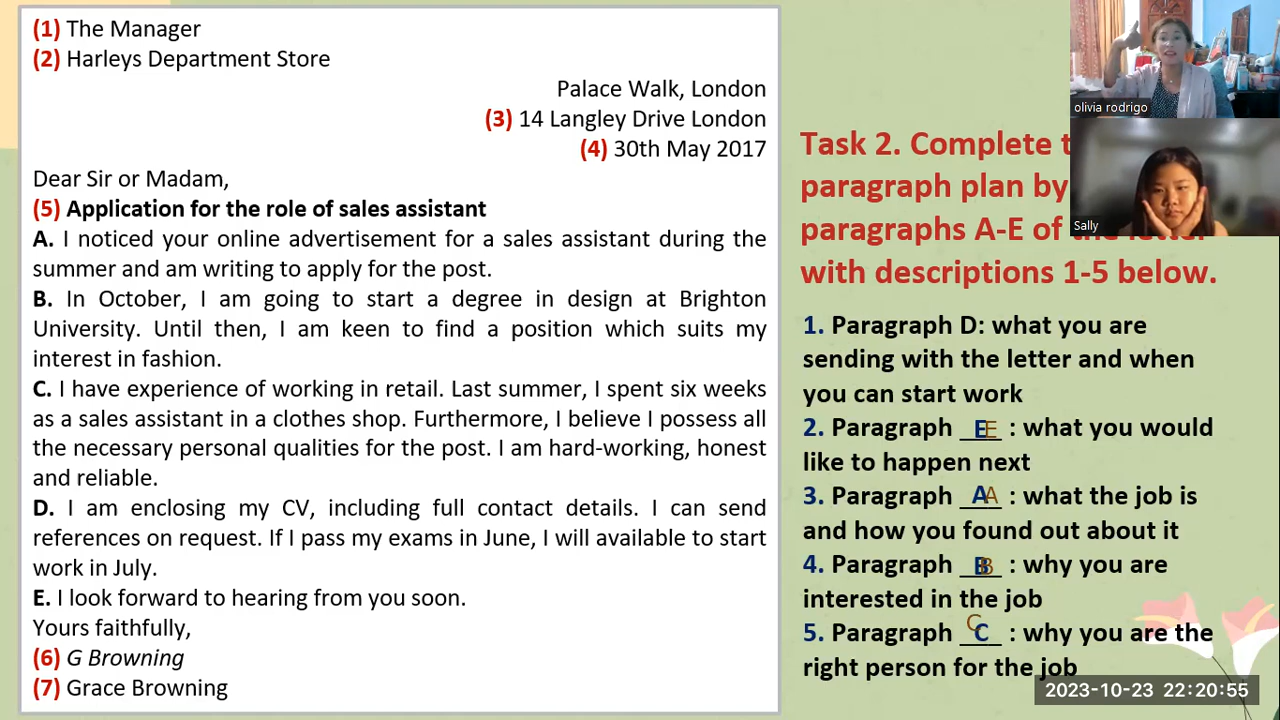 (1) The Manager
(2) Harleys Department Store
Palace Walk, London
(3) 14 Langley Drive London
(4) 30th May 2017
Dear Sir or Madam,
(5) Application for the role of sales assistant
A. I noticed your online advertisement for a sales assistant during the
summer and am writing to apply for the post.
B. In October, I am going to start a degree in design at Brighton
University. Until then, I am keen to find a position which suits my
interest in fashion.
C. I have experience of working in retail. Last summer, I spent six weeks
as a sales assistant in a clothes shop. Furthermore, I believe I possess all
the necessary personal qualities for the post. I am hard-working, honest
and reliable.
D. I am enclosing my CV, including full contact details. I can send
references on request. If I pass my exams in June, I will available to start
work in July.
E. I look forward to hearing from you soon.
Yours faithfully,
(6) G Browning
(7) Grace Browning
olivia rodrigo
Sally
Task 2. Complete
paragraph plan by
paragraphs A-E of the letter
with descriptions 1-5 below.
1. Paragraph D: what you are
sending with the letter and when
you can start work
2. Paragraph EE : what you would
like to happen next
3. Paragraph AA : what the job is
and how you found out about it
4. Paragraph BB : why you are
interested in the job
5. Paragraph CC : why you are the
right person for the job
2023-10-23 22:20:55